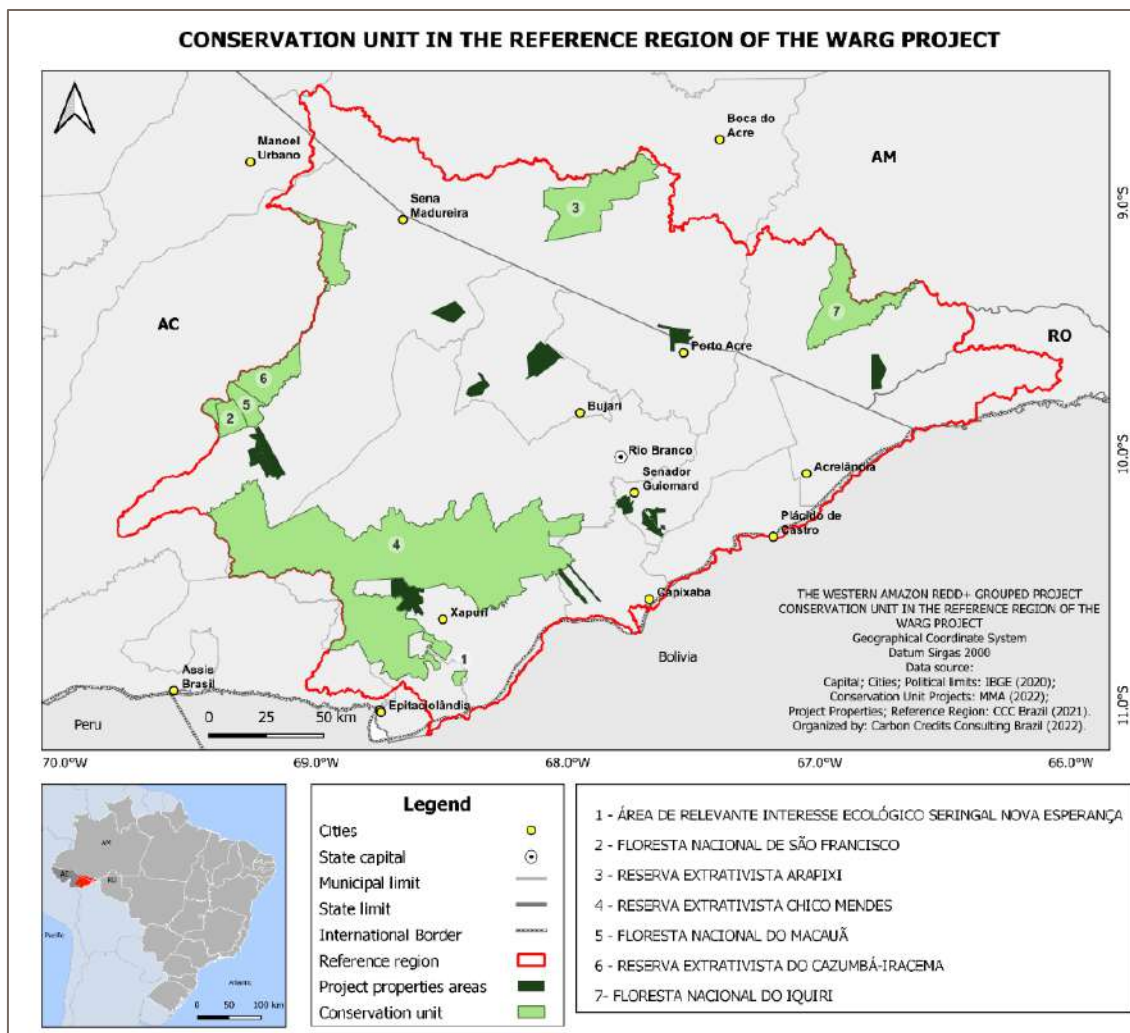 CONSERVATION UNIT IN THE REFERENCE REGION OF THE WARG PROJECT
Boca do
Acre
Manoel
Urbano
AM
Sena
Madureira
3
9.0°S
AC
7
RO
Porto Acre
6
5
2
Bujari
Rio Branco
10.0°S
Acrelândia
Senador
Guiomard
Plácido de
Castro
4
Capixaba
Xapuri
1
Bolivia
Assis
Brasil
Epitaciolândia
Peru
0 25 50 km
11.0°S
THE WESTERN AMAZON REDD+ GROUPED PROJECT
CONSERVATION UNIT IN THE REFERENCE REGION OF THE
WARG PROJECT
Geographical Coordinate System
Datum Sirgas 2000
Data source:
Capital; Cities; Political limits: IBGE (2020);
Conservation Unit Projects: MMA (2022);
Project Properties; Reference Region: CCC Brazil (2021).
Organized by: Carbon Credits Consulting Brazil (2022).
70.0°W 69.0°W 68.0°W 67.0°W 66.0°W
AM
AC
RO
Pacific
Atlantic
0 50 100 km
Legend
Cities
State capital
Municipal limit
State limit
International Border
Reference region
Project properties areas
Conservation unit
1 - ÁREA DE RELEVANTE INTERESSE ECOLÓGICO SERINGAL NOVA ESPERANÇA
2 - FLORESTA NACIONAL DE SÃO FRANCISCO
3 - RESERVA EXTRATIVISTA ARAPIXI
4 - RESERVA EXTRATIVISTA CHICO MENDES
5 - FLORESTA NACIONAL DO MACAUÃ
6 - RESERVA EXTRATIVISTA DO CAZUMBÁ-IRACEMA
7- FLORESTA NACIONAL DO IQUIRI